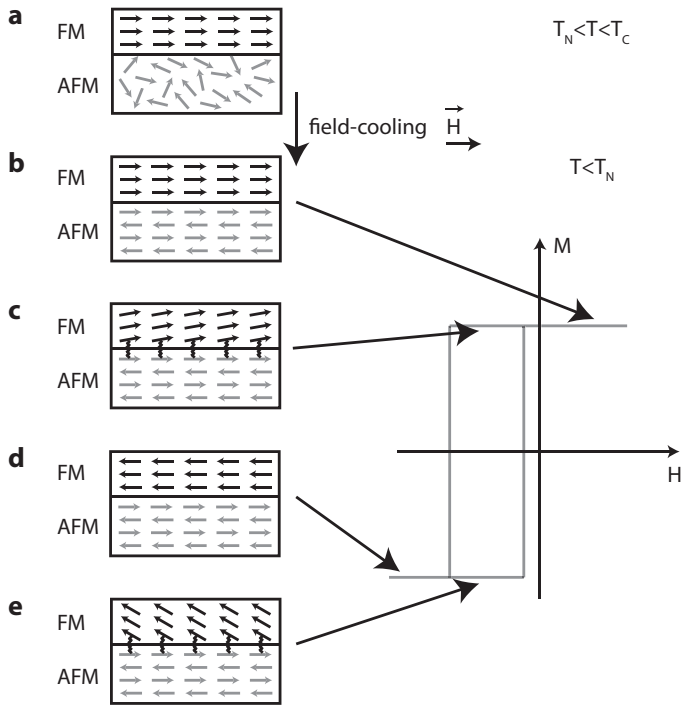 a
FM
AFM
T_N<T<T_C
field-cooling H
b
FM
AFM
T<T_N
M
c
FM
AFM
d
FM
AFM
H
e
FM
AFM